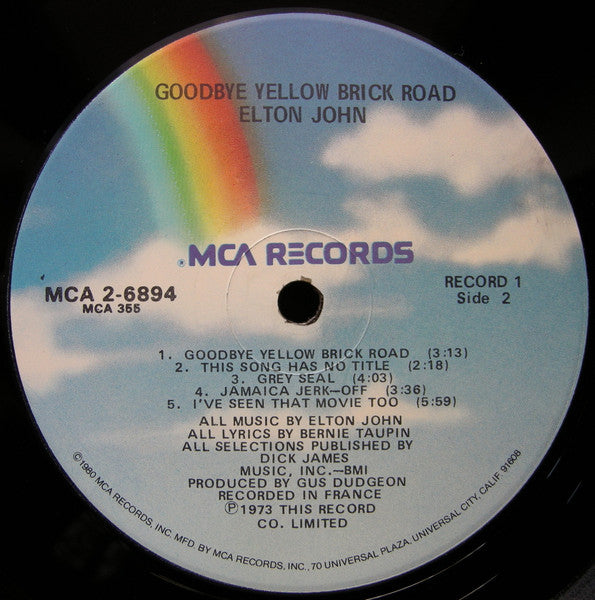 GOODBYE YELLOW BRICK ROAD
ELTON JOHN
®MCA RECORDS
MCA 2-6894
MCA 355
RECORD 1
Side 2
1. GOODBYE YELLOW BRICK ROAD (3:13)
2. THIS SONG HAS NO TITLE (2:18)
3. GREY SEAL (4:03)
4. JAMAICA JERK—OFF (3:36)
5. I'VE SEEN THAT MOVIE TOO (5:59)
ALL MUSIC BY ELTON JOHN
ALL LYRICS BY BERNIE TAUPIN
ALL SELECTIONS PUBLISHED BY
DICK JAMES
MUSIC, INC.—BMI
PRODUCED BY GUS DUDGEON
RECORDED IN FRANCE
℗1973 THIS RECORD
CO. LIMITED
©1980 MCA RECORDS, INC. MFD. BY MCA RECORDS, INC., 70 UNIVERSAL PLAZA, UNIVERSAL CITY, CALIF. 91608